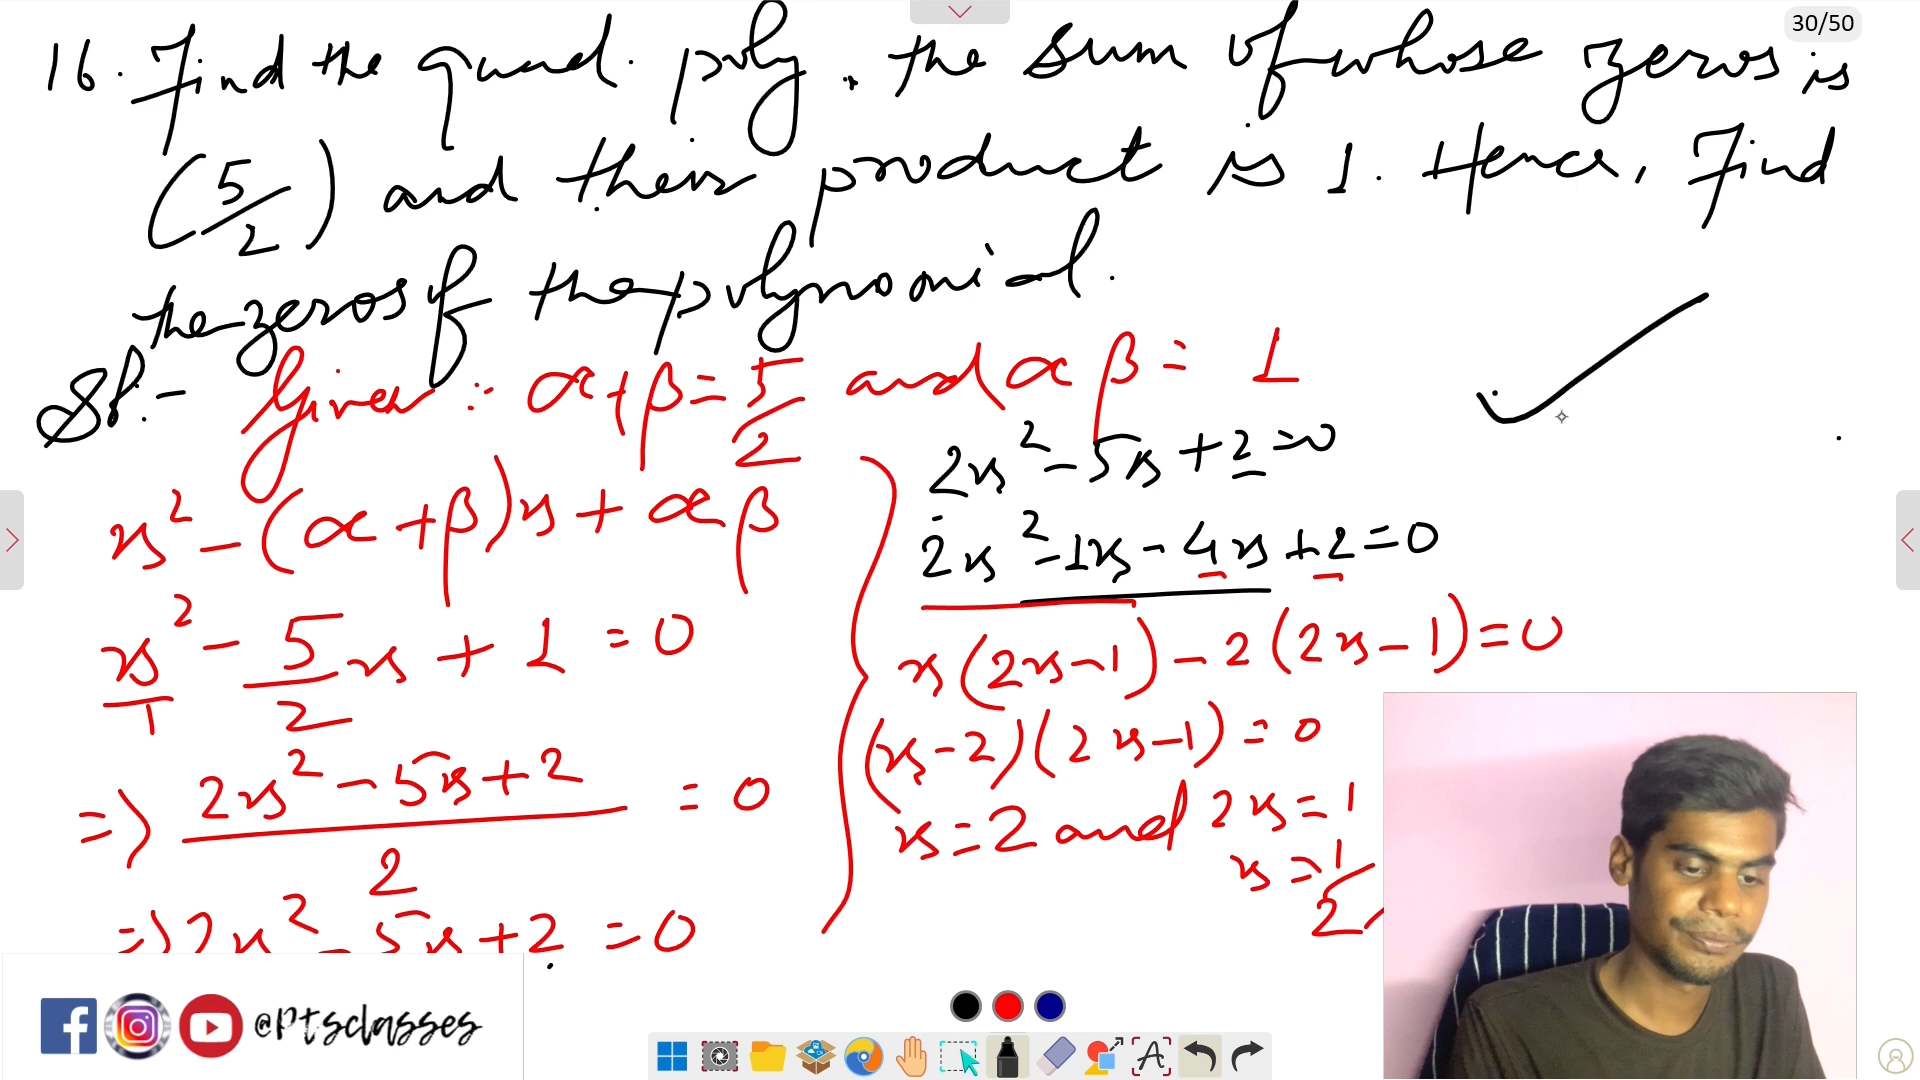 30/50
16. Find the quad. poly. the sum of whose zeros is
(5/2) and their product is 1. Hence, Find
the zeros of the polynomial.
Sol:- Given:- α+β = 5/2 and αβ = 1
x² - (α+β)x + αβ
x²/1 - 5/2 x + 1 = 0
=> 2x² - 5x + 2 / 2 = 0
=> 2x² - 5x + 2 = 0
2x² - 5x + 2 = 0
2x² - 1x - 4x + 2 = 0
x(2x-1) - 2(2x-1) = 0
(x-2)(2x-1) = 0
x = 2 and 2x = 1
x = 1/2
@Ptsclasses